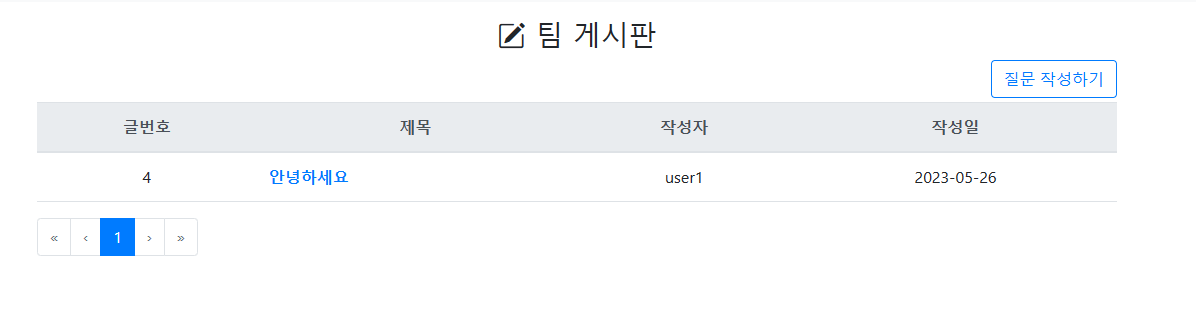 팀 게시판
질문 작성하기
글번호 제목 작성자 작성일
4 안녕하세요 user1 2023-05-26
« ‹ 1 › »